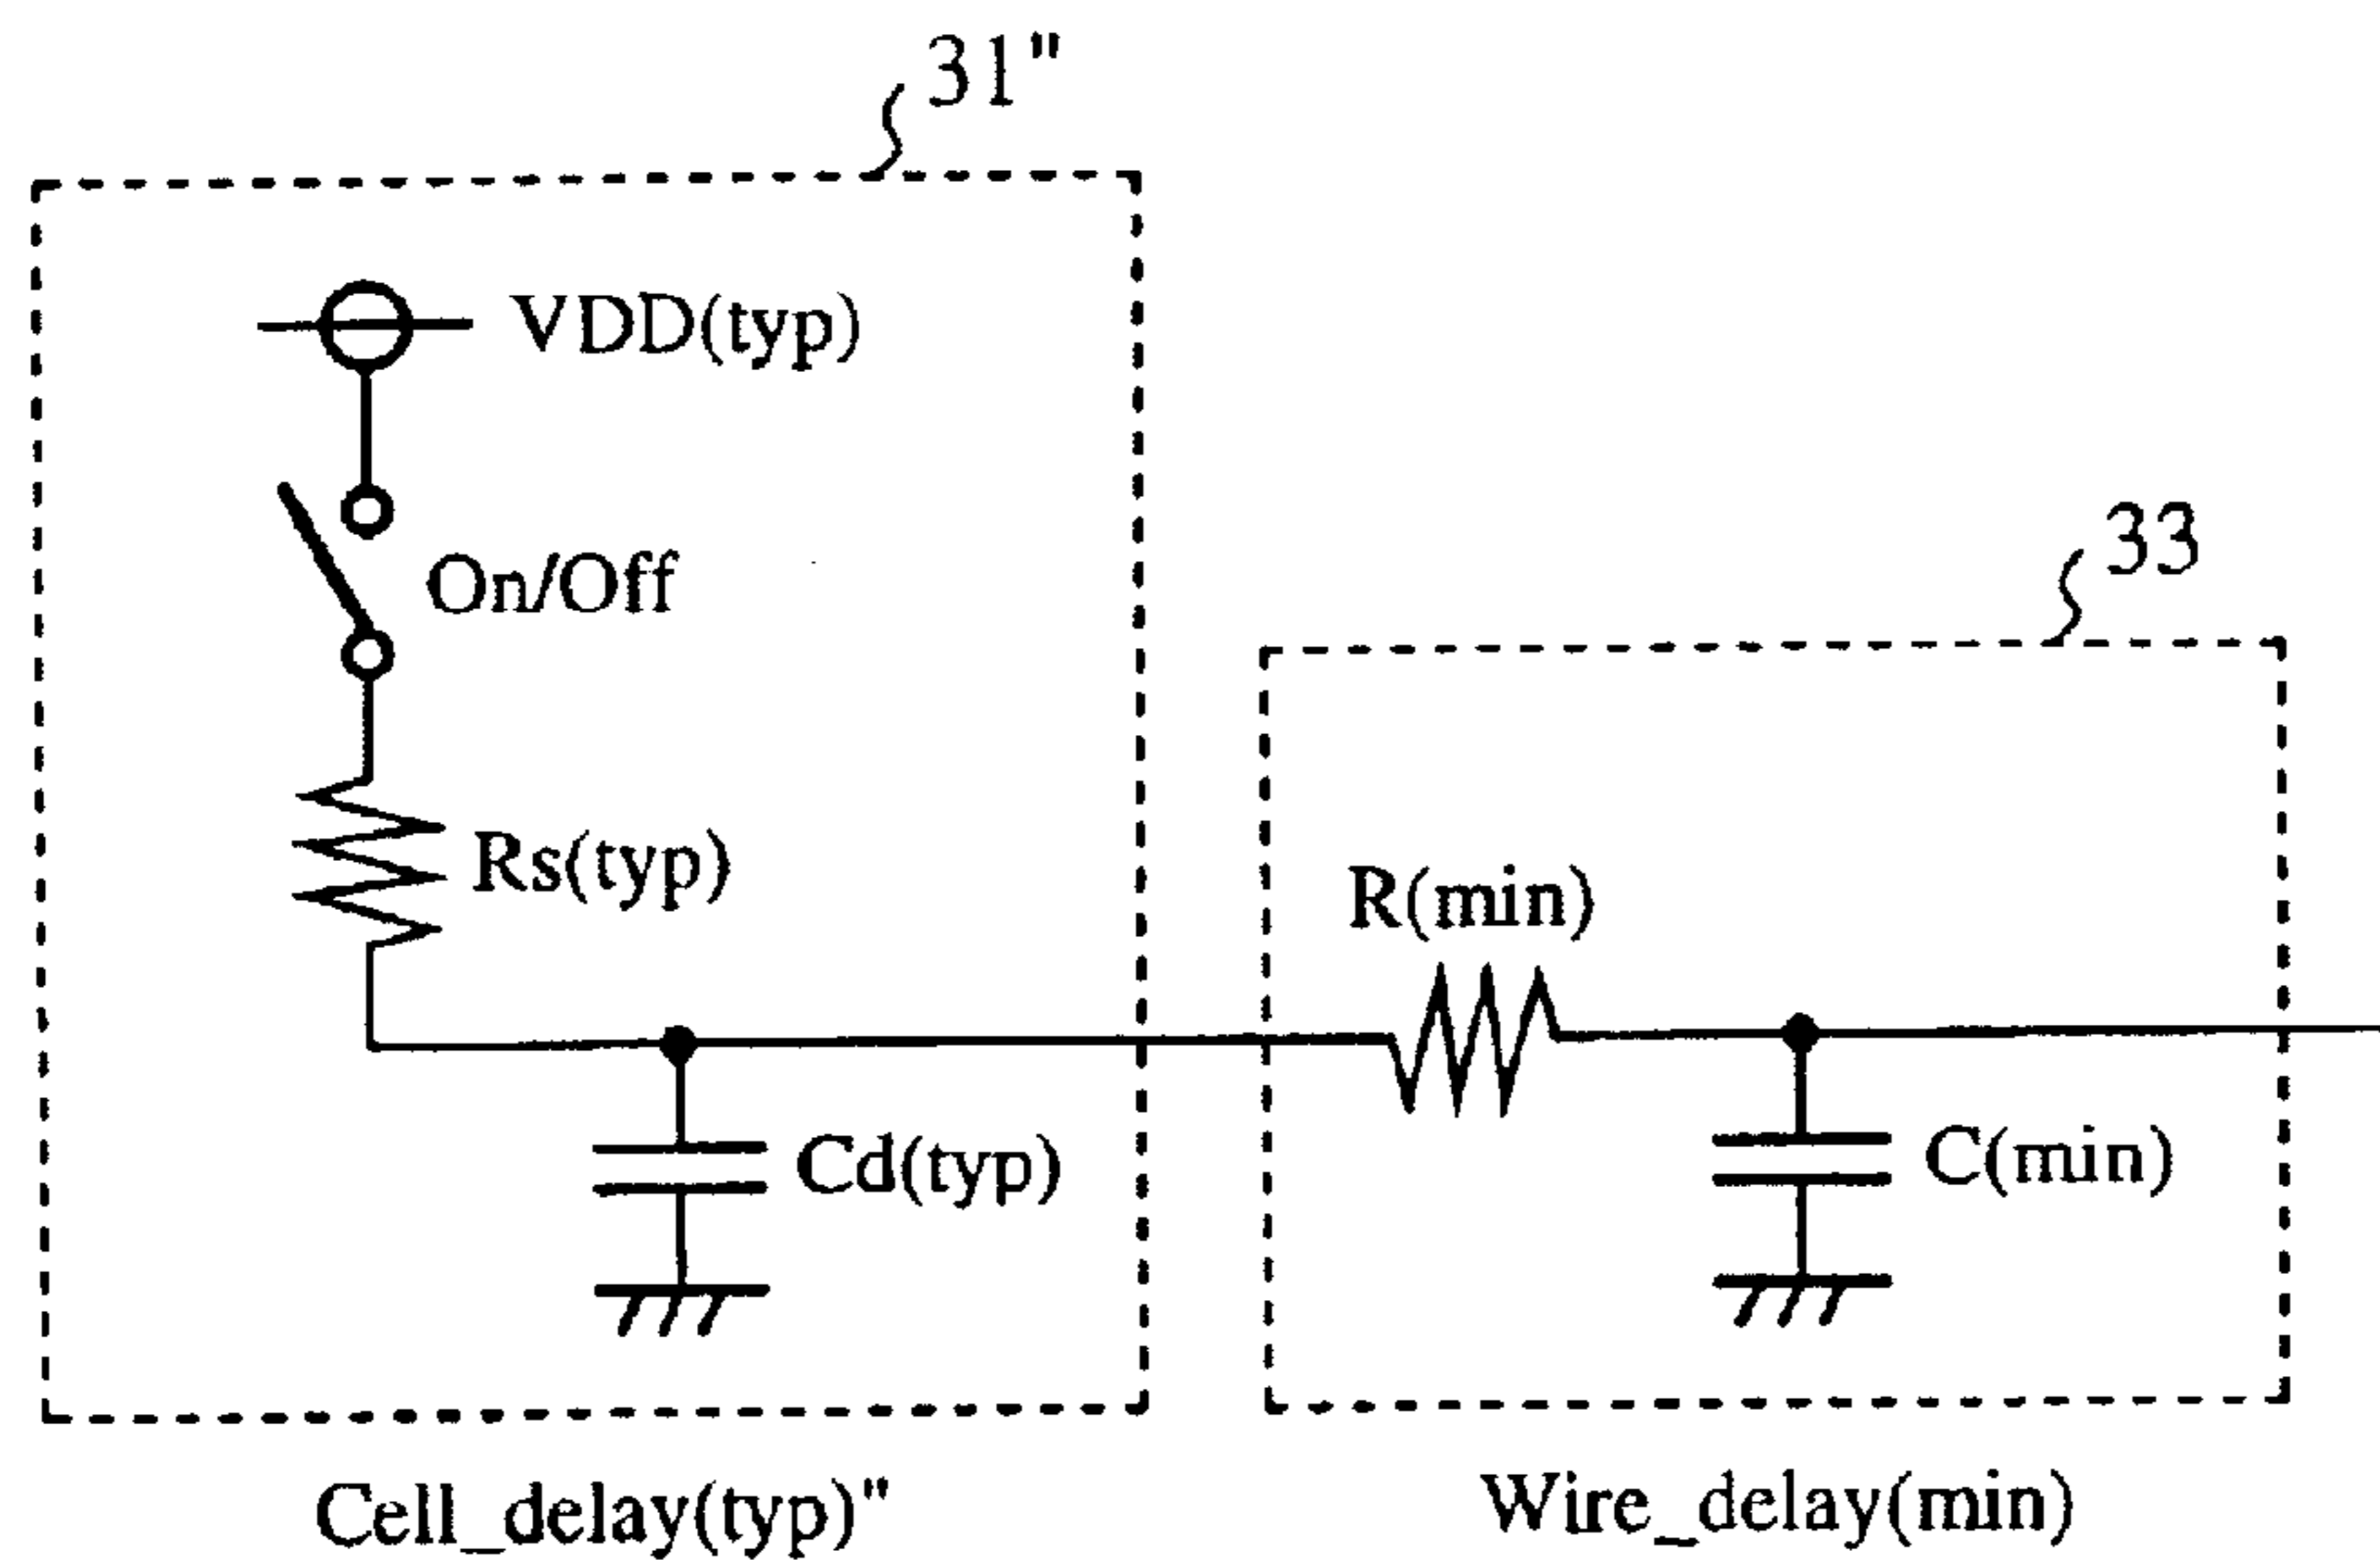 31"
VDD(typ)
On/Off
33
Rs(typ)
R(min)
Cd(typ)
C(min)
Cell_delay(typ)"
Wire_delay(min)